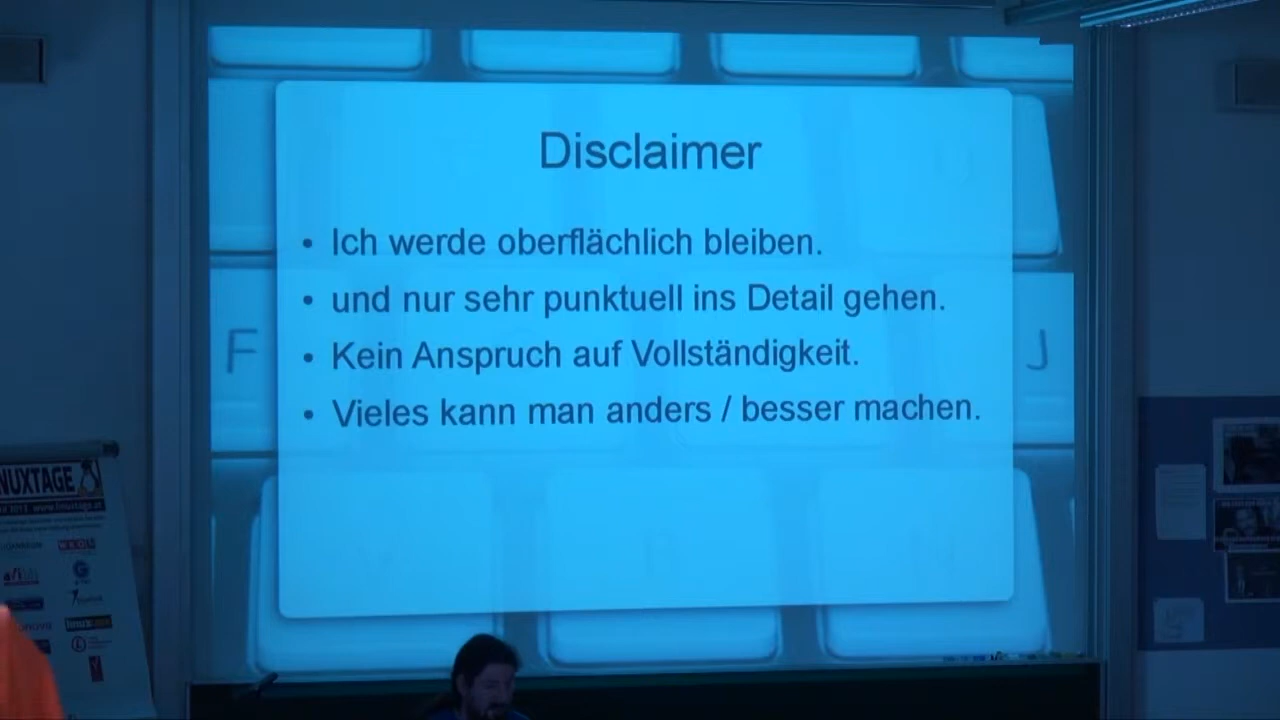 Disclaimer
• Ich werde oberflächlich bleiben.
• und nur sehr punktuell ins Detail gehen.
• Kein Anspruch auf Vollständigkeit.
• Vieles kann man anders / besser machen.
F
J
B
NUXTAGE